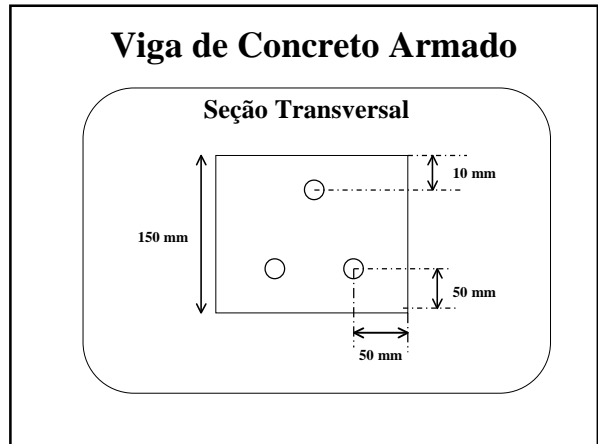 Viga de Concreto Armado
Seção Transversal
10 mm
150 mm
50 mm
50 mm